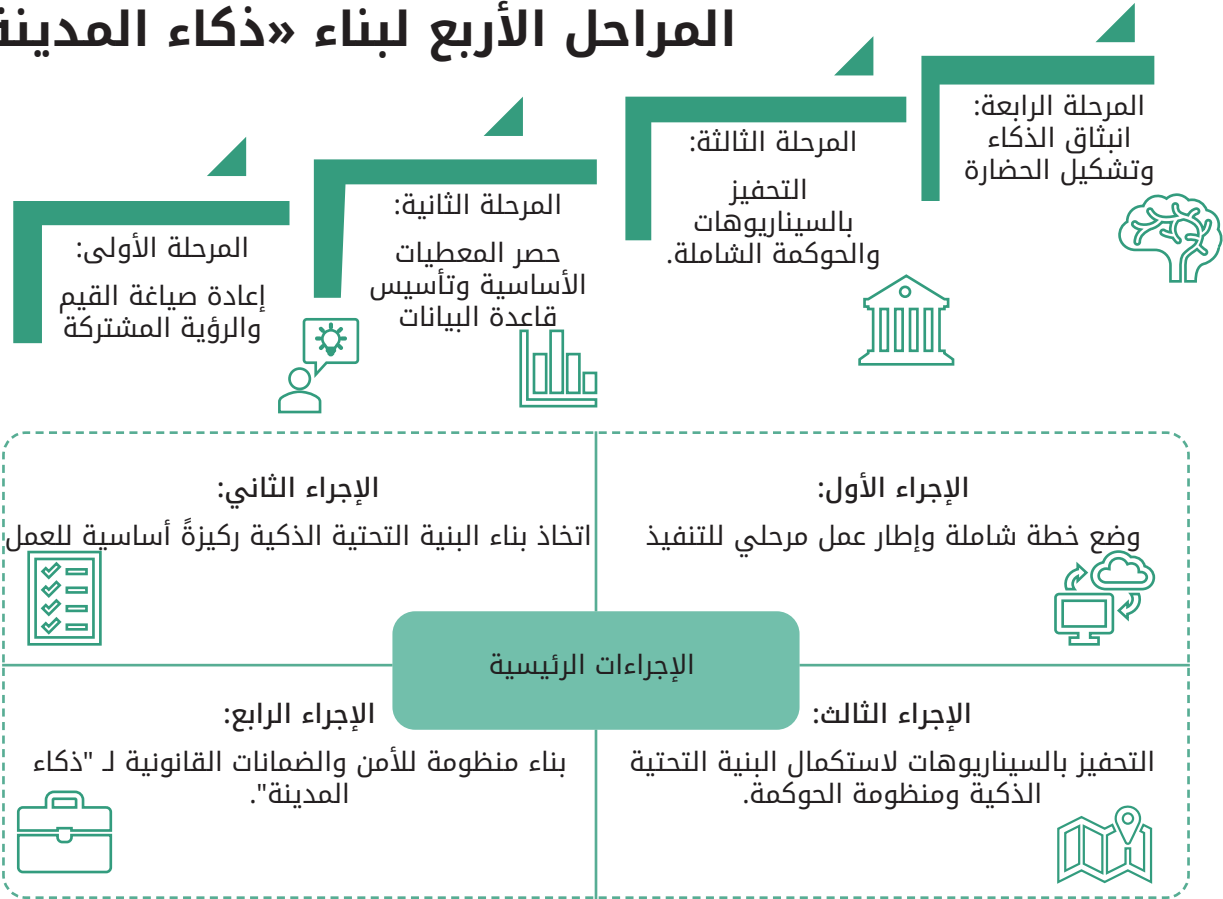 المراحل الأربع لبناء «ذكاء المدينة
المرحلة الأولى:
إعادة صياغة القيم
والرؤية المشتركة
المرحلة الثانية:
حصر المعطيات
الأساسية وتأسيس
قاعدة البيانات
المرحلة الثالثة:
التحفيز
بالسيناريوهات
والحوكمة الشاملة.
المرحلة الرابعة:
انبثاق الذكاء
وتشكيل الحضارة
الإجراء الأول:
وضع خطة شاملة وإطار عمل مرحلي للتنفيذ
الإجراء الثاني:
اتخاذ بناء البنية التحتية الذكية ركيزةً أساسية للعمل
الإجراءات الرئيسية
الإجراء الثالث:
التحفيز بالسيناريوهات لاستكمال البنية التحتية
الذكية ومنظومة الحوكمة.
الإجراء الرابع:
بناء منظومة للأمن والضمانات القانونية لـ "ذكاء
المدينة".